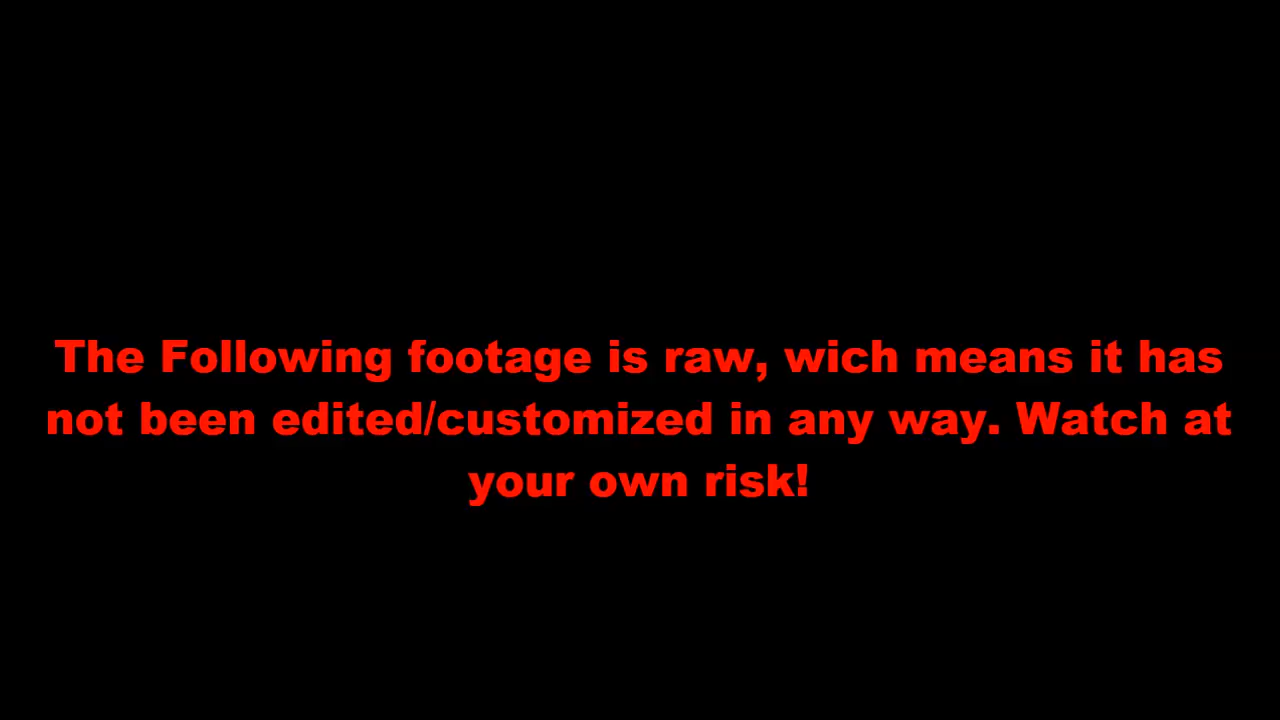 The Following footage is raw, wich means it has
not been edited/customized in any way. Watch at
your own risk!